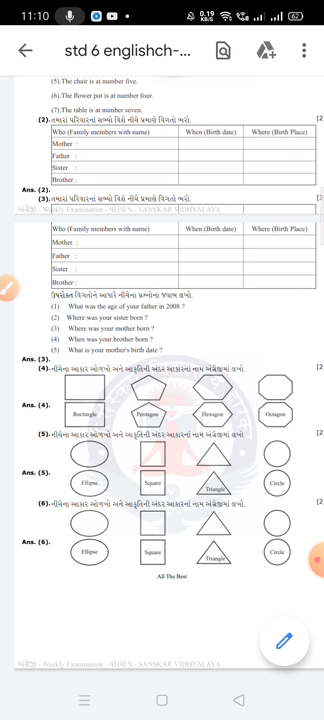 11:10
0.19 KB/S
62
std 6 englishch-...
(5).The chair is at number five.
(6).The flower pot is at number four.
(7).The table is at number seven.
(2). તમારાં પરિવારનાં સભ્યો વિશે નીચે પ્રમાણે વિગતો ભરો. [2]
Who (Family members with name) When (Birth date) Where (Birth Place)
Mother :
Father :
Sister :
Brother :
Ans. (2).
(3). તમારાં પરિવારનાં સભ્યો વિશે નીચે પ્રમાણે વિગતો ભરો. [2
અંગ્રેજી - Weekly Examination - ધોરણ ૬ - SANSKAR VIDHYALAYA
Who (Family members with name) When (Birth date) Where (Birth Place)
Mother :
Father :
Sister :
Brother :
ઉપરોક્ત વિગતોને આધારે નીચેના પ્રશ્નોના જવાબ લખો.
(1) What was the age of your father in 2008 ?
(2) Where was your sister born ?
(3) Where was your mother born ?
(4) When was your brother born ?
(5) What is your mother's birth date ?
Ans. (3).
(4). નીચેના આકાર ઓળખો અને આકૃતિની અંદર આકારનાં નામ અંગ્રેજીમાં લખો. [2]
Ans. (4). Rectangle Pentagon Hexagon Octagon
(5). નીચેના આકાર ઓળખો અને આકૃતિની અંદર આકારનાં નામ અંગ્રેજીમાં લખો [2]
Ans. (5).
Ellipse Square Triangle Circle
(6). નીચેના આકાર ઓળખો અને આકૃતિની અંદર આકારનાં નામ અંગ્રેજીમાં લખો. [2]
Ans. (6).
Ellipse Square Triangle Circle
All The Best
અંગ્રેજી - Weekly Examination - ધોરણ ૬ - SANSKAR VIDHYALAYA